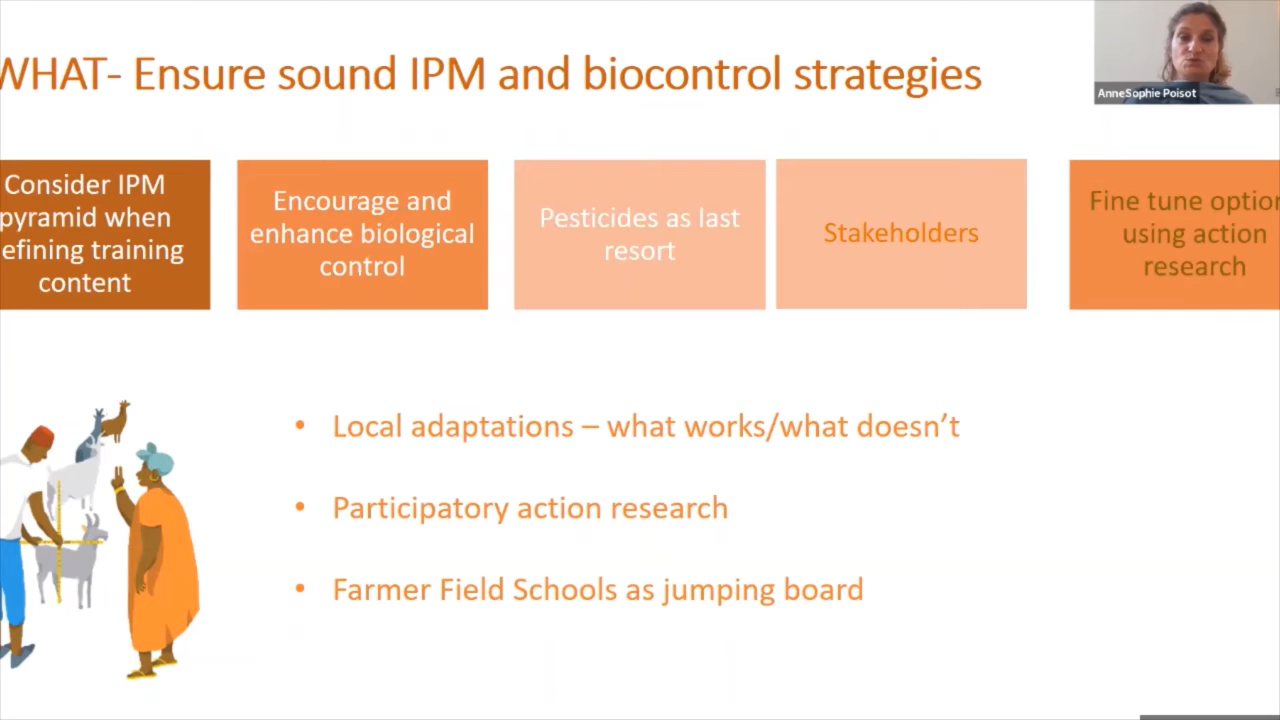 WHAT- Ensure sound IPM and biocontrol strategies
AnneSophie Poisot
Consider IPM
pyramid when
efining training
content
Encourage and
enhance biological
control
Pesticides as last
resort
Stakeholders
Fine tune option
using action
research
• Local adaptations – what works/what doesn't
• Participatory action research
• Farmer Field Schools as jumping board